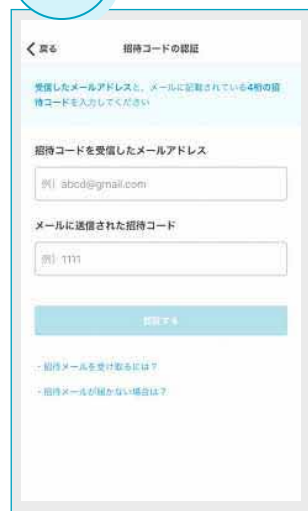 戻る
招待コードの認証
受信したメールアドレスと、メールに記載されている4桁の招
待コードを入力してください
招待コードを受信したメールアドレス
例）abcd@gmail.com
メールに送信された招待コード
例）1111
認証する
・招待メールを受け取るには？
・招待メールが届かない場合は？